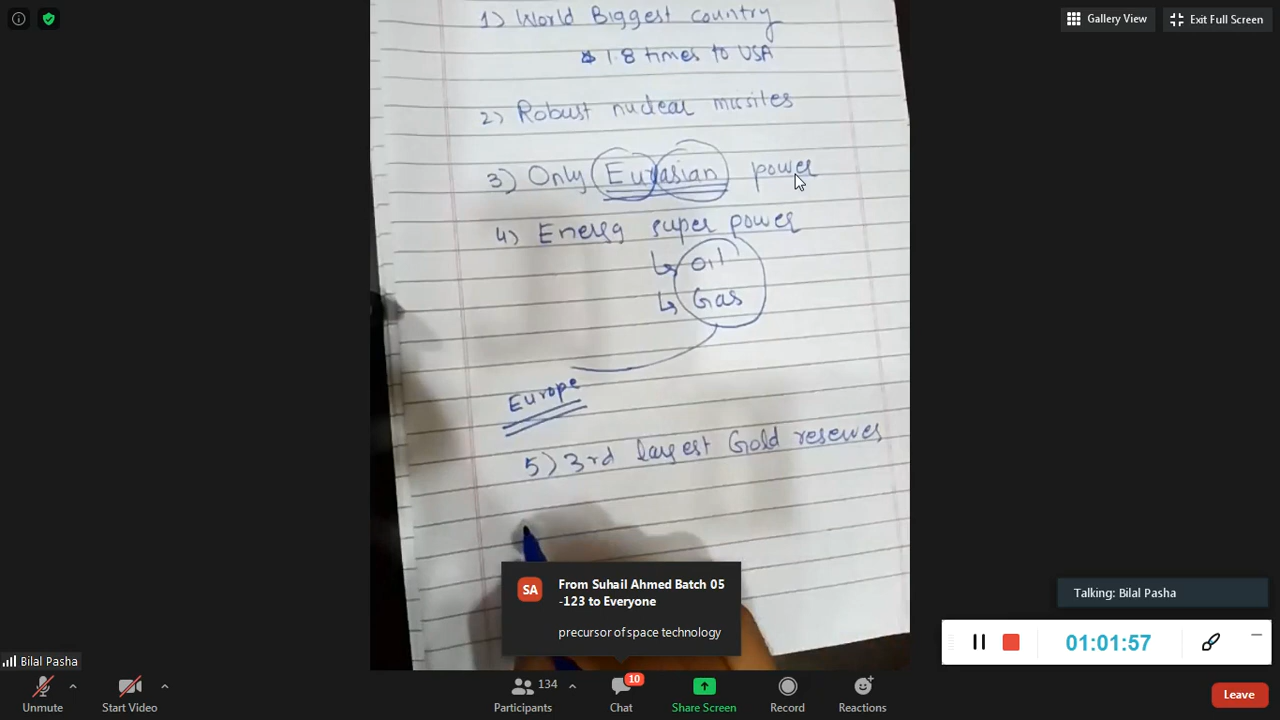 Gallery View
Exit Full Screen
1) World Biggest country
1.8 times to USA
2) Robust nuclear missiles
3) Only Eurasian power
4) Energy super power
↳ Oil
↳ Gas
Europe
5) 3rd largest Gold reserves
SA
From Suhail Ahmed Batch 05
-123 to Everyone
precursor of space technology
Talking: Bilal Pasha
01:01:57
Bilal Pasha
Unmute
Start Video
134
Participants
10
Chat
Share Screen
Record
Reactions
Leave